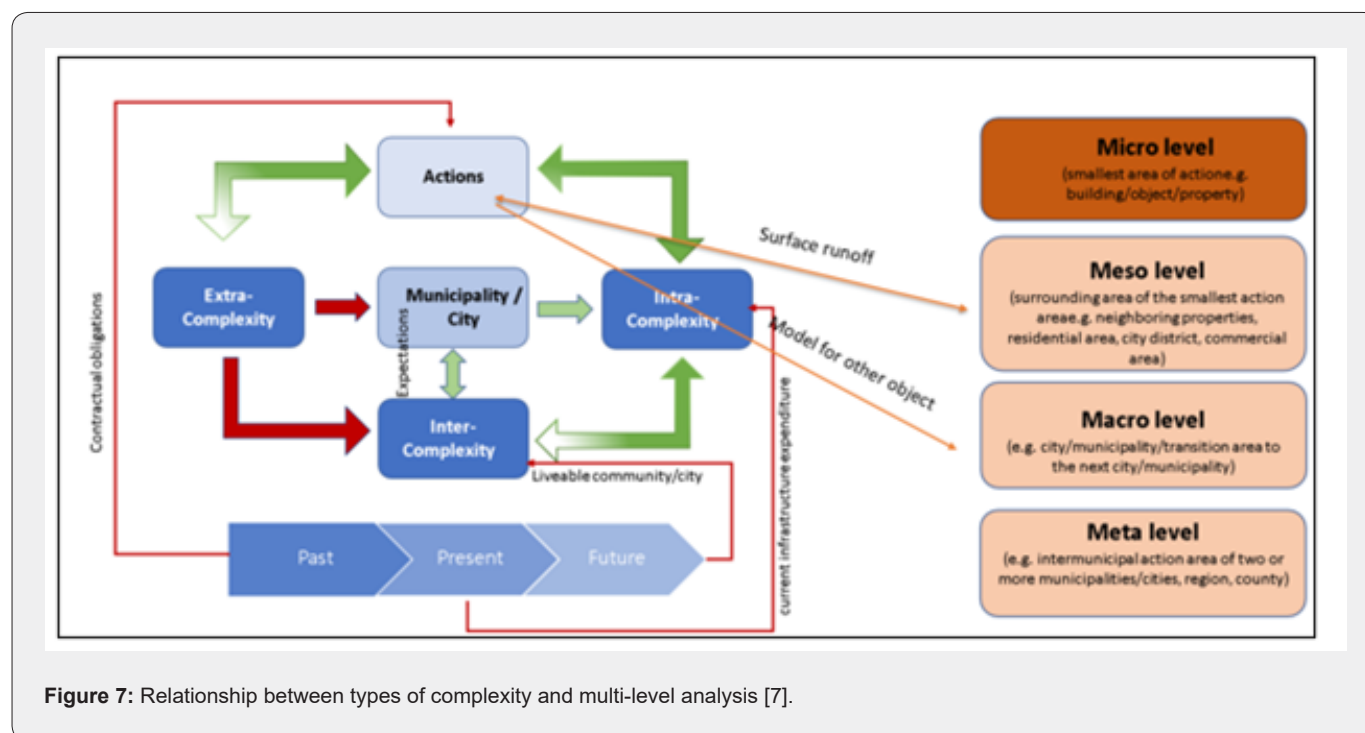 Actions
Extra-
Complexity
Municipality /
City
Intra-
Complexity
Inter-
Complexity
Contractual obligations
Expectations
Liveable community/city
current infrastructure expenditure
Surface runoff
Model for other object
Past
Present
Future
Micro level
(smallest area of actione.g.
building/object/property)
Meso level
(surrounding area of the smallest action
areae.g. neighboring properties,
residential area, city district, commercial
area)
Macro level
(e.g. city/municipality/transition area to
the next city/municipality)
Meta level
(e.g. intermunicipal action area of two or
more municipalities/cities, region, county)
Figure 7: Relationship between types of complexity and multi-level analysis [7].